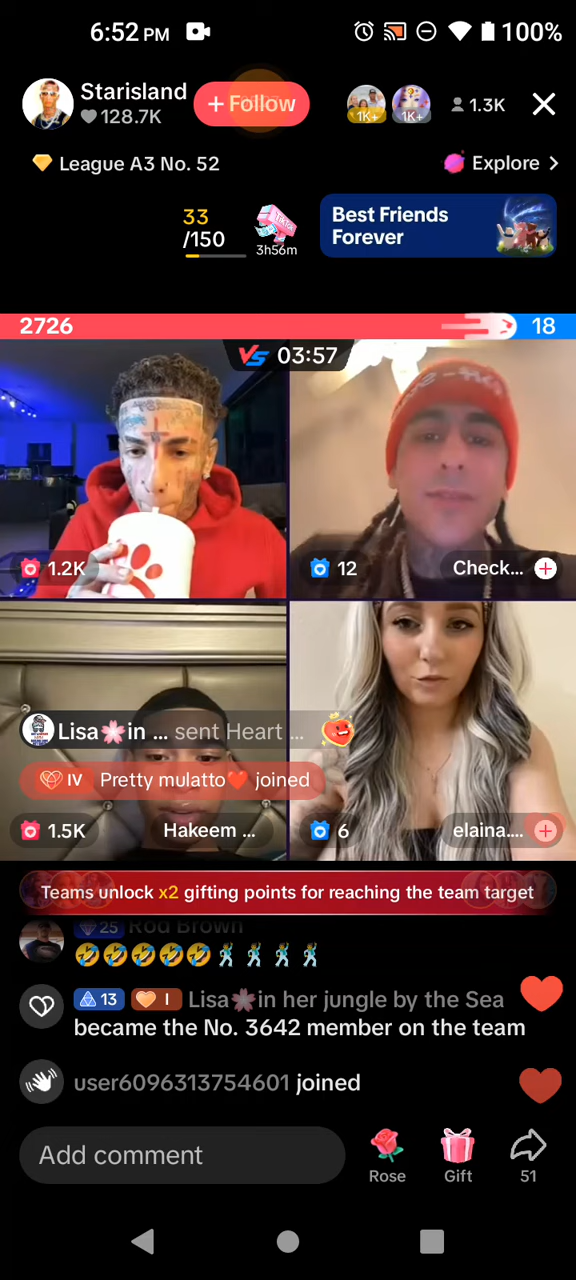 6:52 PM
100%
Starisland
128.7K
+ Follow
1K+
1K+
1.3K
League A3 No. 52
Explore >
33
/150
TikTok
3h56m
Best Friends
Forever
2726
18
VS 03:57
1.2K
12
Check...
Lisa🌸in ... sent Heart ...
IV Pretty mulatto❤️ joined
1.5K
Hakeem ...
6
elaina....
Teams unlock x2 gifting points for reaching the team target
25 Rod Brown
🤣🤣🤣🤣🤣🕺🕺🕺🕺
13 I Lisa🌸in her jungle by the Sea
became the No. 3642 member on the team
user6096313754601 joined
Add comment
Rose
Gift
51